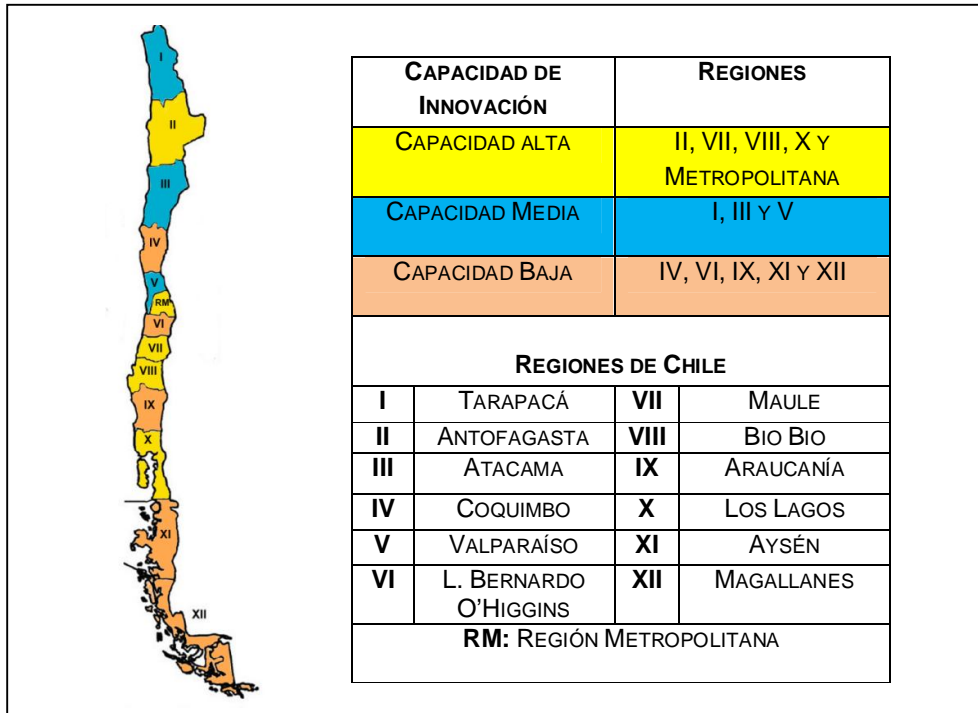 I
II
III
IV
V
RM
VI
VII
VIII
IX
X
XI
XII
CAPACIDAD DE
INNOVACIÓN
REGIONES
CAPACIDAD ALTA
II, VII, VIII, X Y
METROPOLITANA
CAPACIDAD MEDIA
I, III Y V
CAPACIDAD BAJA
IV, VI, IX, XI Y XII
REGIONES DE CHILE
I TARAPACÁ VII MAULE
II ANTOFAGASTA VIII BIO BIO
III ATACAMA IX ARAUCANÍA
IV COQUIMBO X LOS LAGOS
V VALPARAÍSO XI AYSÉN
VI L. BERNARDO
O'HIGGINS XII MAGALLANES
RM: REGIÓN METROPOLITANA